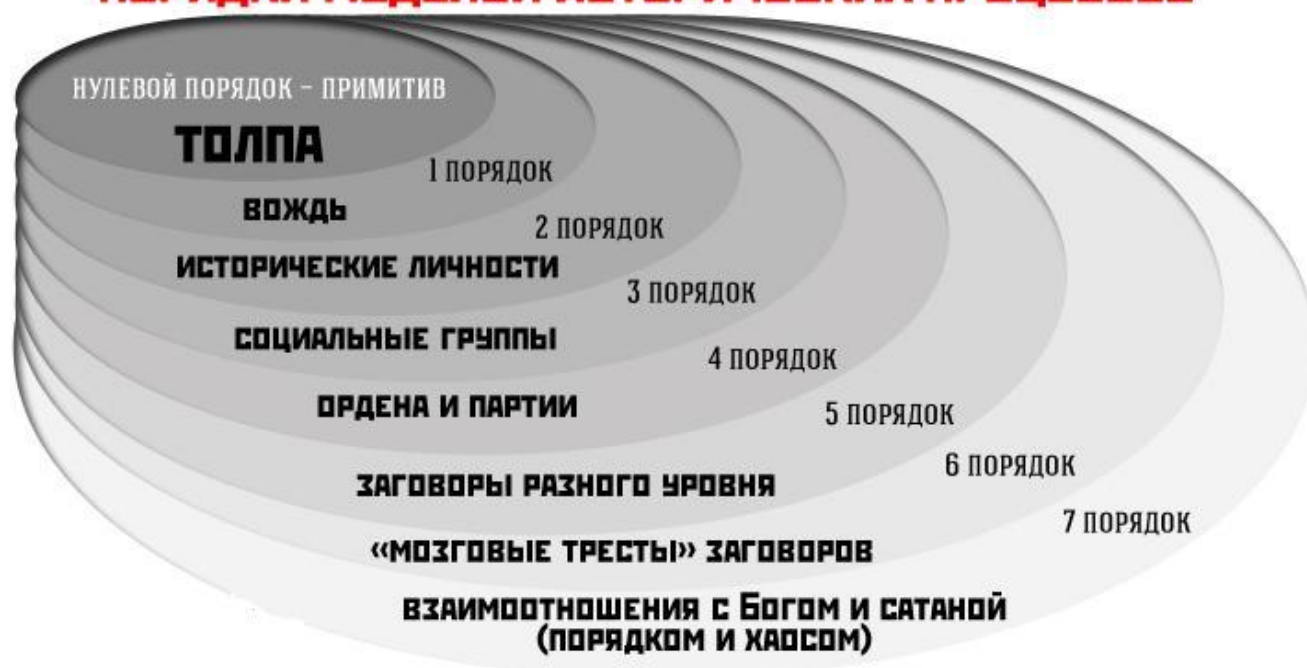 НУЛЕВОЙ ПОРЯДОК – ПРИМИТИВ
ТОЛПА
1 ПОРЯДОК
ВОЖДЬ
2 ПОРЯДОК
ИСТОРИЧЕСКИЕ ЛИЧНОСТИ
3 ПОРЯДОК
СОЦИАЛЬНЫЕ ГРУППЫ
4 ПОРЯДОК
ОРДЕНА И ПАРТИИ
5 ПОРЯДОК
6 ПОРЯДОК
ЗАГОВОРЫ РАЗНОГО УРОВНЯ
7 ПОРЯДОК
«МОЗГОВЫЕ ТРЕСТЫ» ЗАГОВОРОВ
ВЗАИМООТНОШЕНИЯ С БОГОМ И САТАНОЙ
(ПОРЯДКОМ И ХАОСОМ)